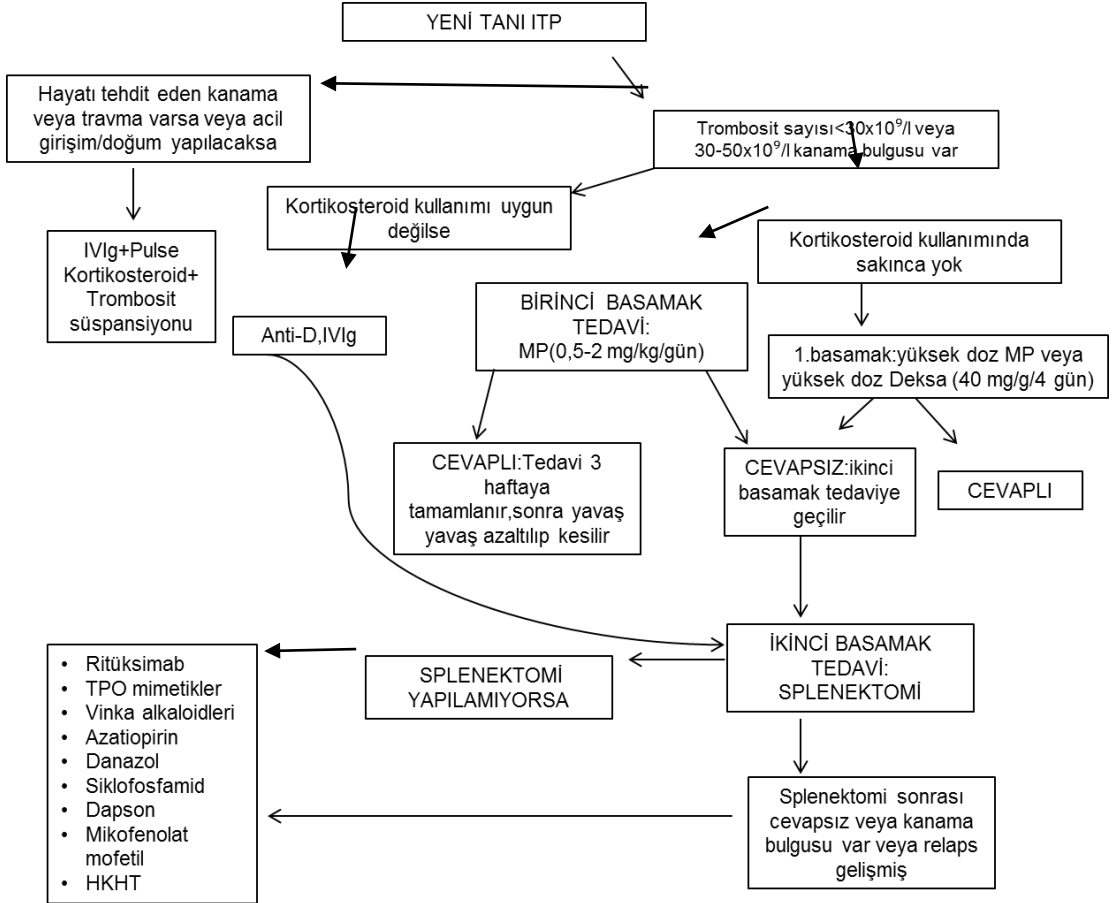 YENİ TANI ITP
Hayatı tehdit eden kanama
veya travma varsa veya acil
girişim/doğum yapılacaksa
Trombosit sayısı<30x10⁹/l veya
30-50x10⁹/l kanama bulgusu var
Kortikosteroid kullanımı uygun
değilse
Kortikosteroid kullanımında
sakınca yok
IVIg+Pulse
Kortikosteroid+
Trombosit
süspansiyonu
Anti-D,IVIg
BİRİNCİ BASAMAK
TEDAVİ:
MP(0,5-2 mg/kg/gün)
1.basamak:yüksek doz MP veya
yüksek doz Deksa (40 mg/g/4 gün)
CEVAPLI:Tedavi 3
haftaya
tamamlanır,sonra yavaş
yavaş azaltılıp kesilir
CEVAPSIZ:ikinci
basamak tedaviye
geçilir
CEVAPLI
İKİNCİ BASAMAK
TEDAVİ:
SPLENEKTOMİ
SPLENEKTOMİ
YAPILAMIYORSA
• Ritüksimab
• TPO mimetikler
• Vinka alkaloidleri
• Azatiopirin
• Danazol
• Siklofosfamid
• Dapson
• Mikofenolat
mofetil
• HKHT
Splenektomi sonrası
cevapsız veya kanama
bulgusu var veya relaps
gelişmiş